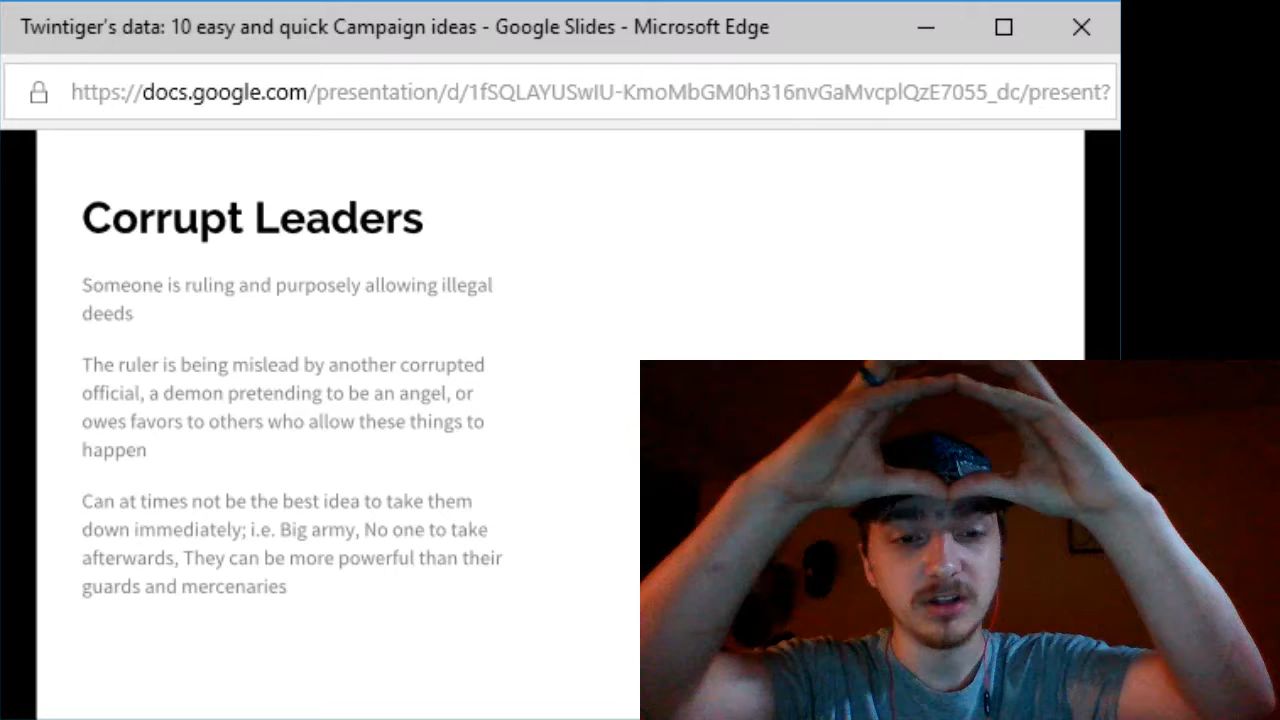 Twintiger's data: 10 easy and quick Campaign ideas - Google Slides - Microsoft Edge
https://docs.google.com/presentation/d/1fSQLAYUSwIU-KmoMbGM0h316nvGaMvcplQzE7055_dc/present?
Corrupt Leaders
Someone is ruling and purposely allowing illegal
deeds
The ruler is being mislead by another corrupted
official, a demon pretending to be an angel, or
owes favors to others who allow these things to
happen
Can at times not be the best idea to take them
down immediately; i.e. Big army, No one to take
afterwards, They can be more powerful than their
guards and mercenaries